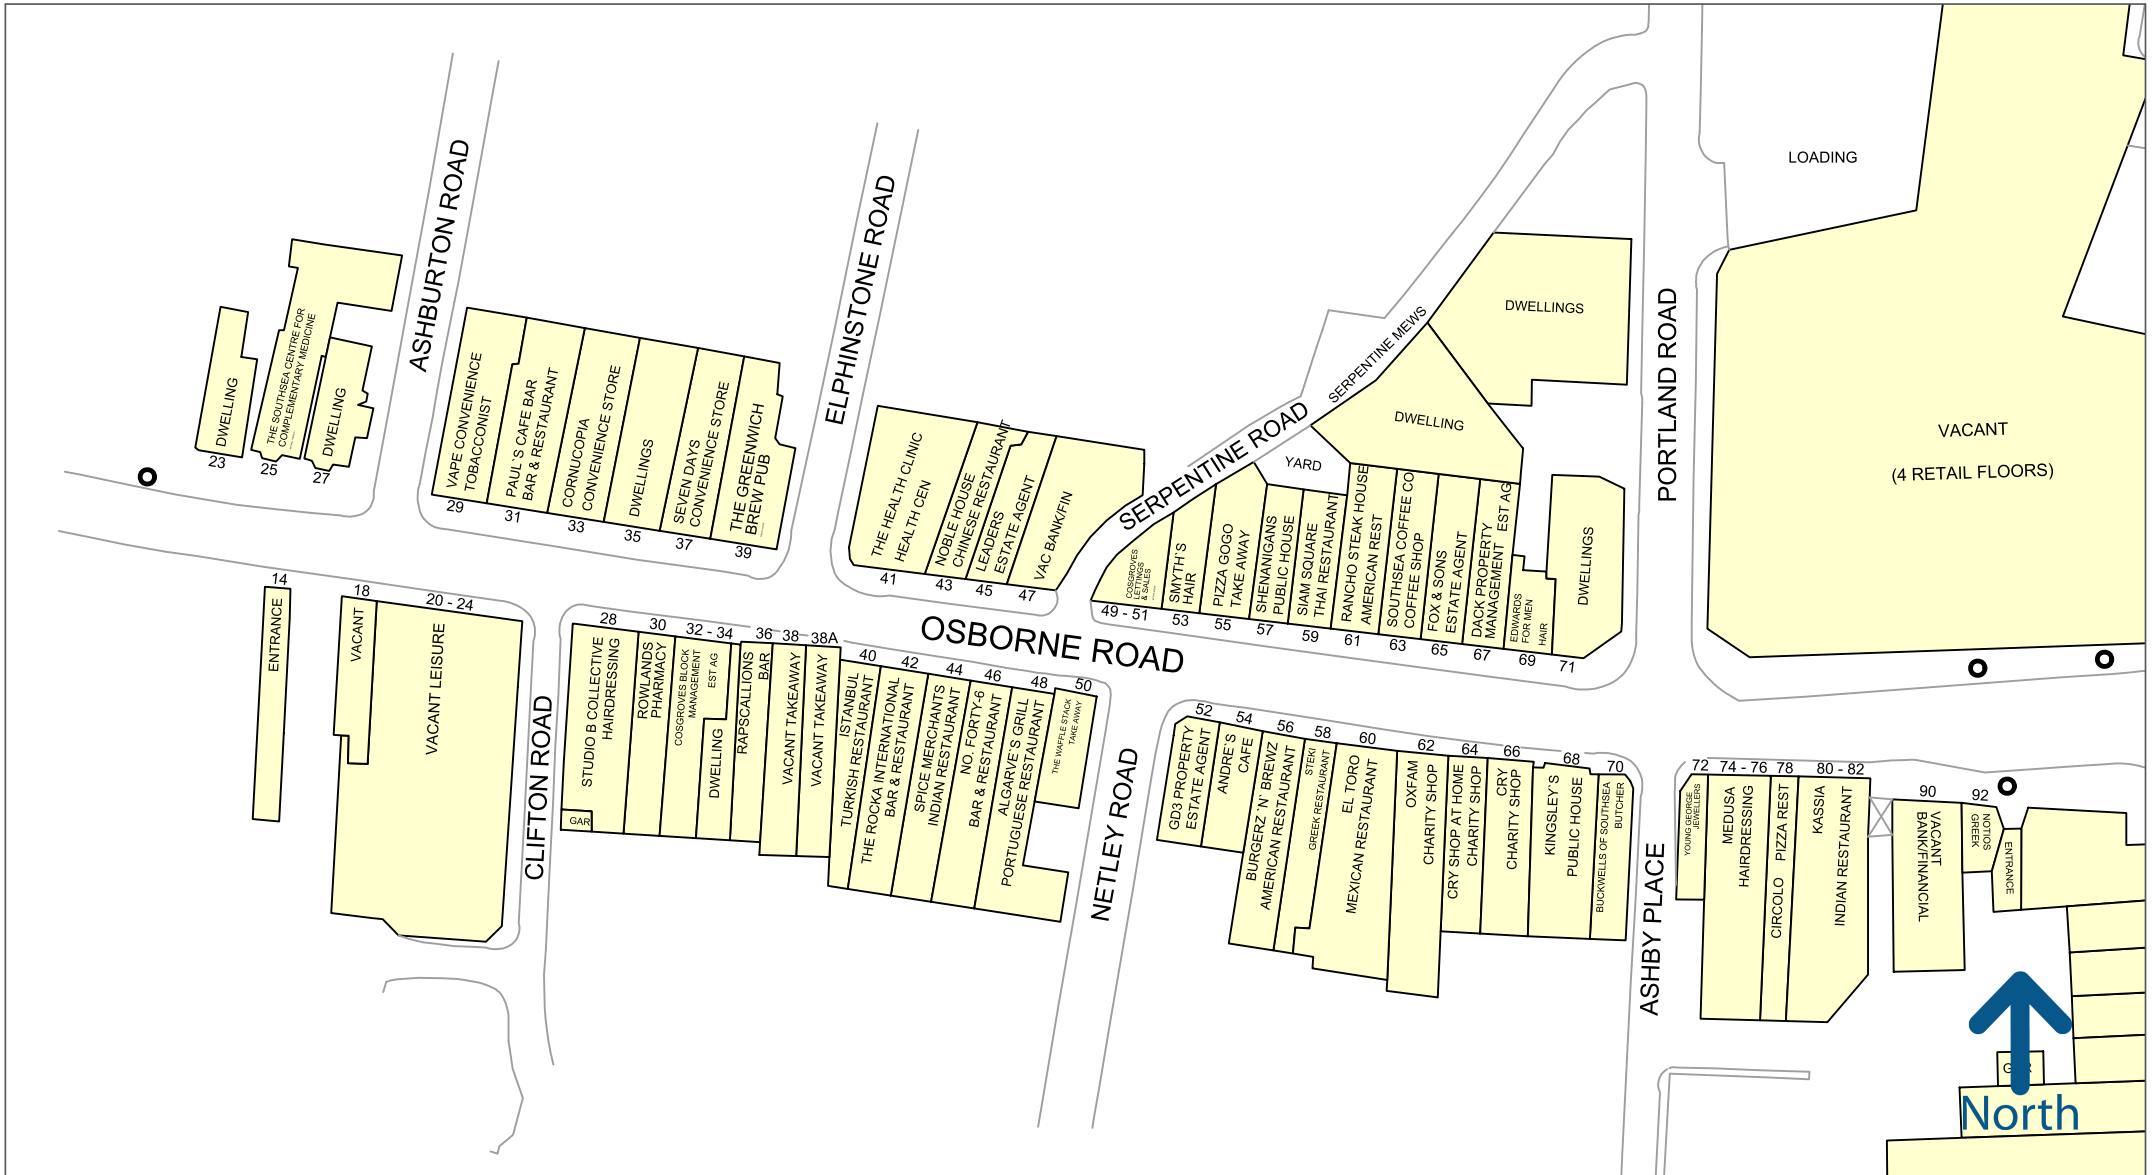 LOADING
ASHBURTON ROAD
ELPHINSTONE ROAD
PORTLAND ROAD
SERPENTINE MEWS
SERPENTINE ROAD
DWELLINGS
DWELLING
YARD
VACANT
(4 RETAIL FLOORS)
DWELLING
23
THE SOUTHSEA CENTRE FOR
COMPLEMENTARY MEDICINE
25
DWELLING
27
VAPE CONVENIENCE
TOBACCONIST
29
PAUL`S CAFE BAR
BAR & RESTAURANT
31
CORNUCOPIA
CONVENIENCE STORE
33
DWELLINGS
35
SEVEN DAYS
CONVENIENCE STORE
37
THE GREENWICH
BREW PUB
39
THE HEALTH CLINIC
HEALTH CEN
41
NOBLE HOUSE
CHINESE RESTAURANT
43
LEADERS
ESTATE AGENT
45
VAC BANK/FIN
47
COSGROVES
LETTINGS
& SALES
49 - 51
SMYTH`S
HAIR
53
PIZZA GOGO
TAKE AWAY
55
SHENANIGANS
PUBLIC HOUSE
57
SIAM SQUARE
THAI RESTAURANT
59
RANCHO STEAK HOUSE
AMERICAN REST
61
SOUTHSEA COFFEE CO
COFFEE SHOP
63
FOX & SONS
ESTATE AGENT
65
DACK PROPERTY
MANAGEMENT EST AG
67
EDWARDS
FOR MEN
HAIR
69
DWELLINGS
71
OSBORNE ROAD
14
ENTRANCE
18
VACANT
20 - 24
VACANT LEISURE
CLIFTON ROAD
28
STUDIO B COLLECTIVE
HAIRDRESSING
GAR
30
ROWLANDS
PHARMACY
32 - 34
COSGROVES BLOCK
MANAGEMENT
EST AG
DWELLING
36
RAPSCALLIONS
BAR
38
VACANT TAKEAWAY
38A
VACANT TAKEAWAY
40
ISTANBUL
TURKISH RESTAURANT
42
THE ROCKA INTERNATIONAL
BAR & RESTAURANT
44
SPICE MERCHANTS
INDIAN RESTAURANT
46
NO. FORTY-6
BAR & RESTAURANT
48
ALGARVE`S GRILL
PORTUGUESE RESTAURANT
50
THE WAFFLE STACK
TAKE AWAY
NETLEY ROAD
52
GD3 PROPERTY
ESTATE AGENT
54
ANDRE`S
CAFE
56
BURGERZ `N` BREWZ
AMERICAN RESTAURANT
58
STEKI
GREEK RESTAURANT
60
EL TORO
MEXICAN RESTAURANT
62
OXFAM
CHARITY SHOP
64
CRY SHOP AT HOME
CHARITY SHOP
66
CRY
CHARITY SHOP
68
KINGSLEY`S
PUBLIC HOUSE
70
BUCKWELLS OF SOUTHSEA
BUTCHER
ASHBY PLACE
72
YOUNG GEORGE
JEWELLERS
74 - 76
MEDUSA
HAIRDRESSING
78
CIRCOLO PIZZA REST
80 - 82
KASSIA
INDIAN RESTAURANT
90
VACANT
BANK/FINANCIAL
92
NOTIOS
GREEK
ENTRANCE
North